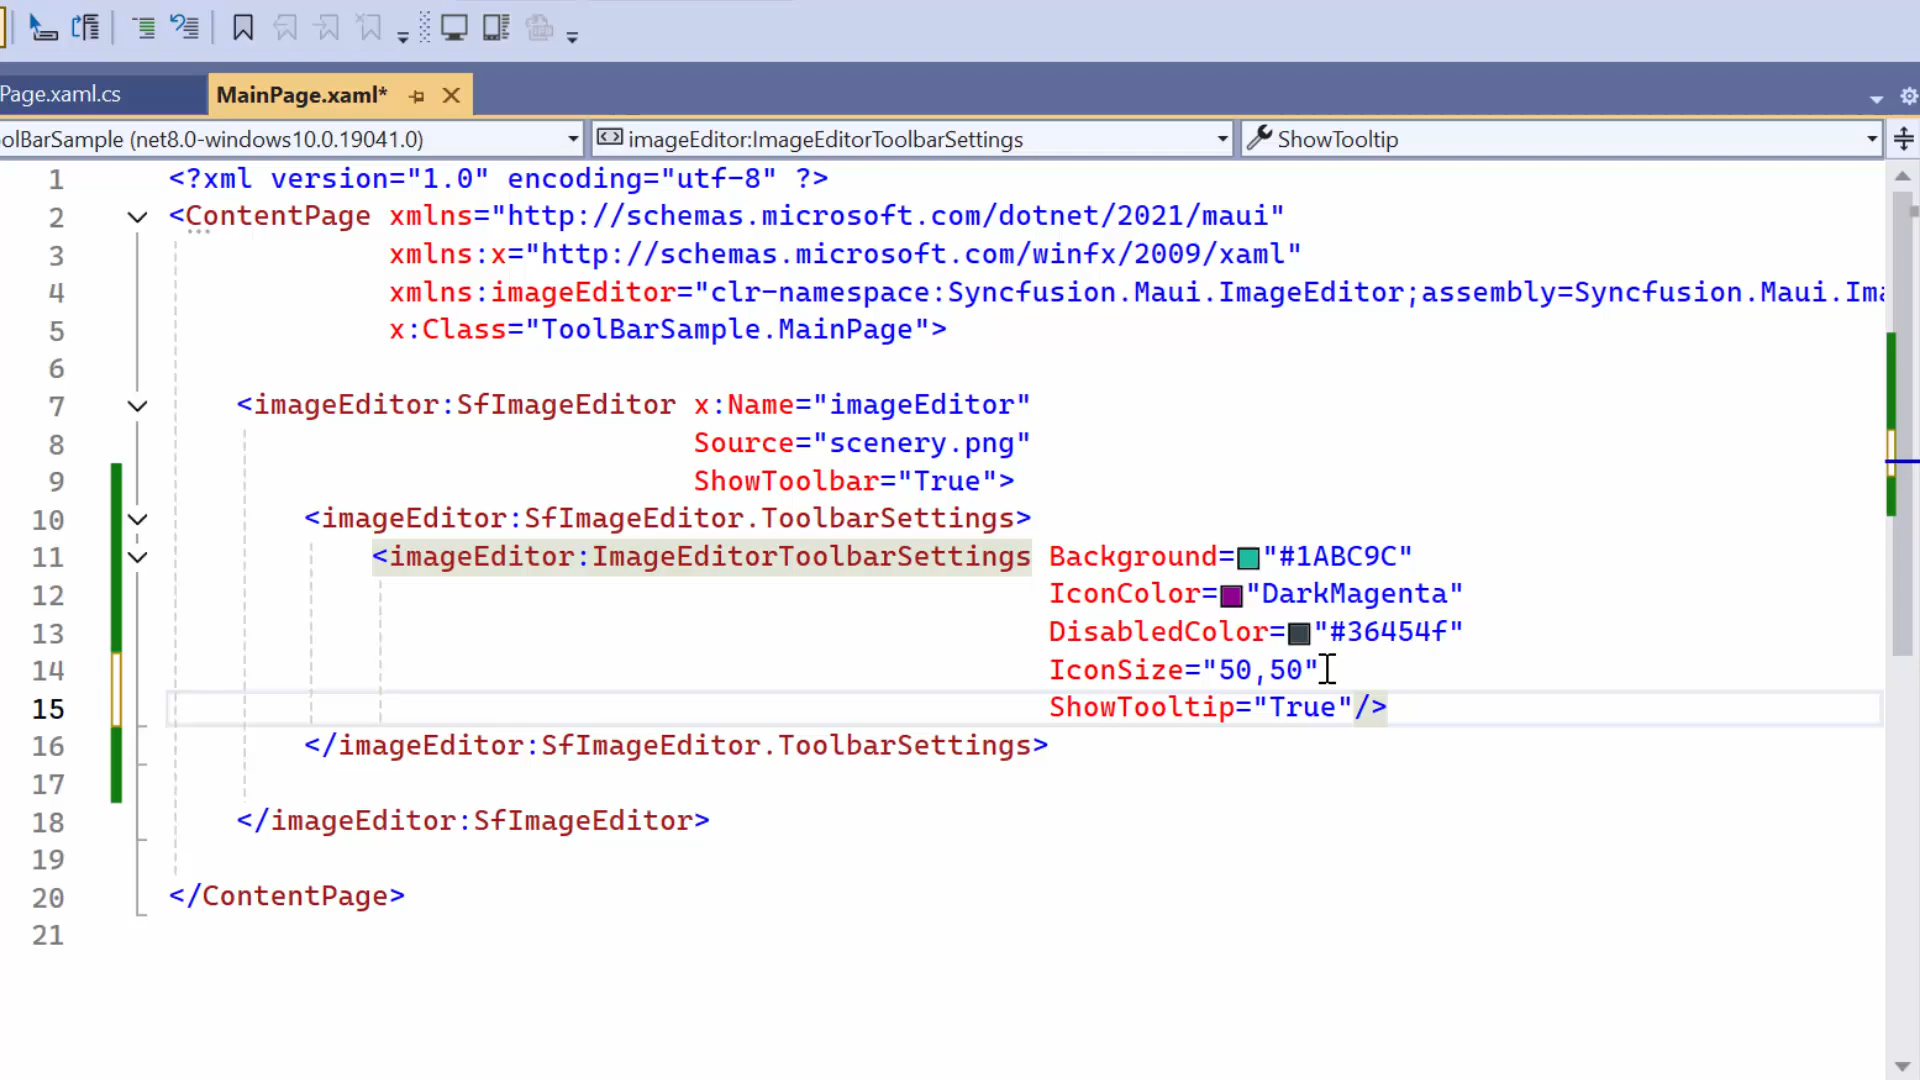 Page.xaml.cs
MainPage.xaml*
olBarSample (net8.0-windows10.0.19041.0)
imageEditor:ImageEditorToolbarSettings
ShowTooltip
1 <?xml version="1.0" encoding="utf-8" ?>
2 <ContentPage xmlns="http://schemas.microsoft.com/dotnet/2021/maui"
3 xmlns:x="http://schemas.microsoft.com/winfx/2009/xaml"
4 xmlns:imageEditor="clr-namespace:Syncfusion.Maui.ImageEditor;assembly=Syncfusion.Maui.Ima
5 x:Class="ToolBarSample.MainPage">
6
7 <imageEditor:SfImageEditor x:Name="imageEditor"
8 Source="scenery.png"
9 ShowToolbar="True">
10 <imageEditor:SfImageEditor.ToolbarSettings>
11 <imageEditor:ImageEditorToolbarSettings Background="#1ABC9C"
12 IconColor="DarkMagenta"
13 DisabledColor="#36454f"
14 IconSize="50,50"
15 ShowTooltip="True"/>
16 </imageEditor:SfImageEditor.ToolbarSettings>
17
18 </imageEditor:SfImageEditor>
19
20 </ContentPage>
21